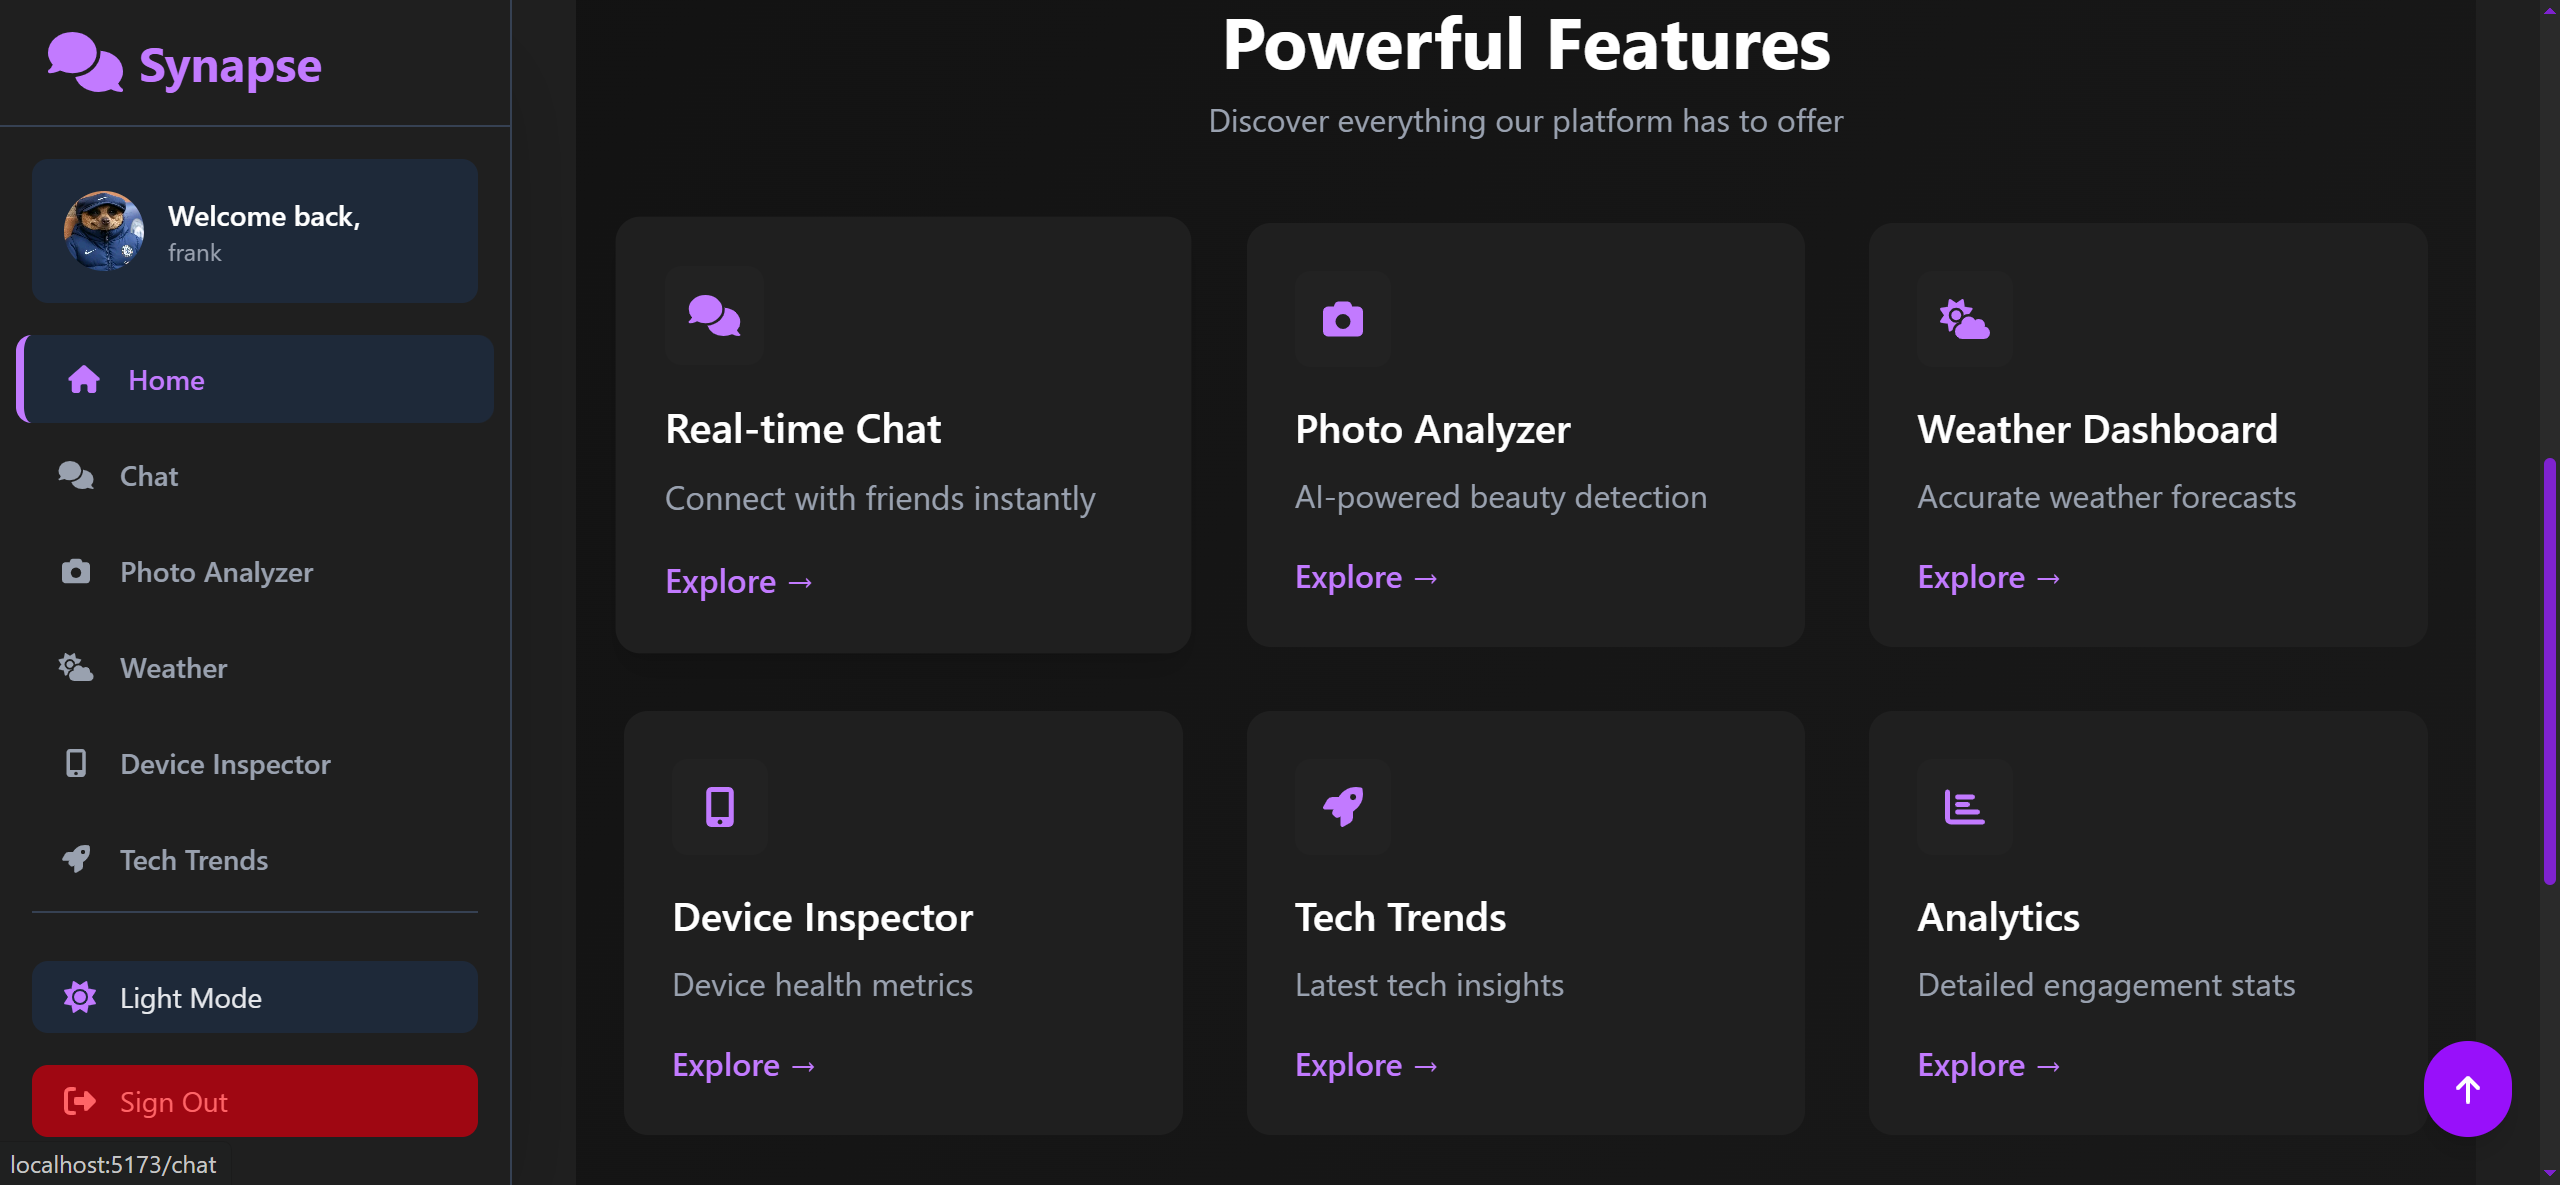 Synapse
Welcome back,
frank
Home
Chat
Photo Analyzer
Weather
Device Inspector
Tech Trends
Light Mode
Sign Out
localhost:5173/chat
Powerful Features
Discover everything our platform has to offer
Real-time Chat
Connect with friends instantly
Explore →
Photo Analyzer
AI-powered beauty detection
Explore →
Weather Dashboard
Accurate weather forecasts
Explore →
Device Inspector
Device health metrics
Explore →
Tech Trends
Latest tech insights
Explore →
Analytics
Detailed engagement stats
Explore →